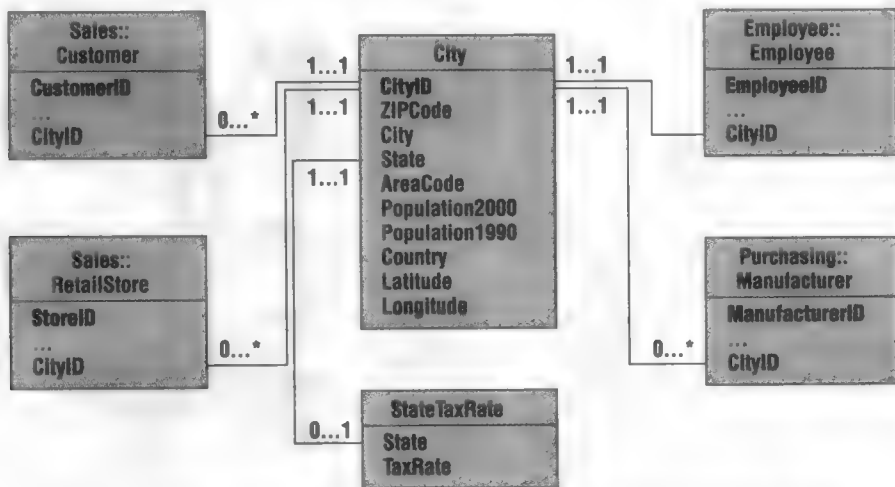 Sales::
Customer
CustomerID
...
CityID
1...1
0...*
1...1
1...1
City
CityID
ZIPCode
City
State
AreaCode
Population2000
Population1990
Country
Latitude
Longitude
1...1
1...1
Employee::
Employee
EmployeeID
...
CityID
Sales::
RetailStore
StoreID
...
CityID
0...*
Purchasing::
Manufacturer
ManufacturerID
...
CityID
0...*
0...1
StateTaxRate
State
TaxRate